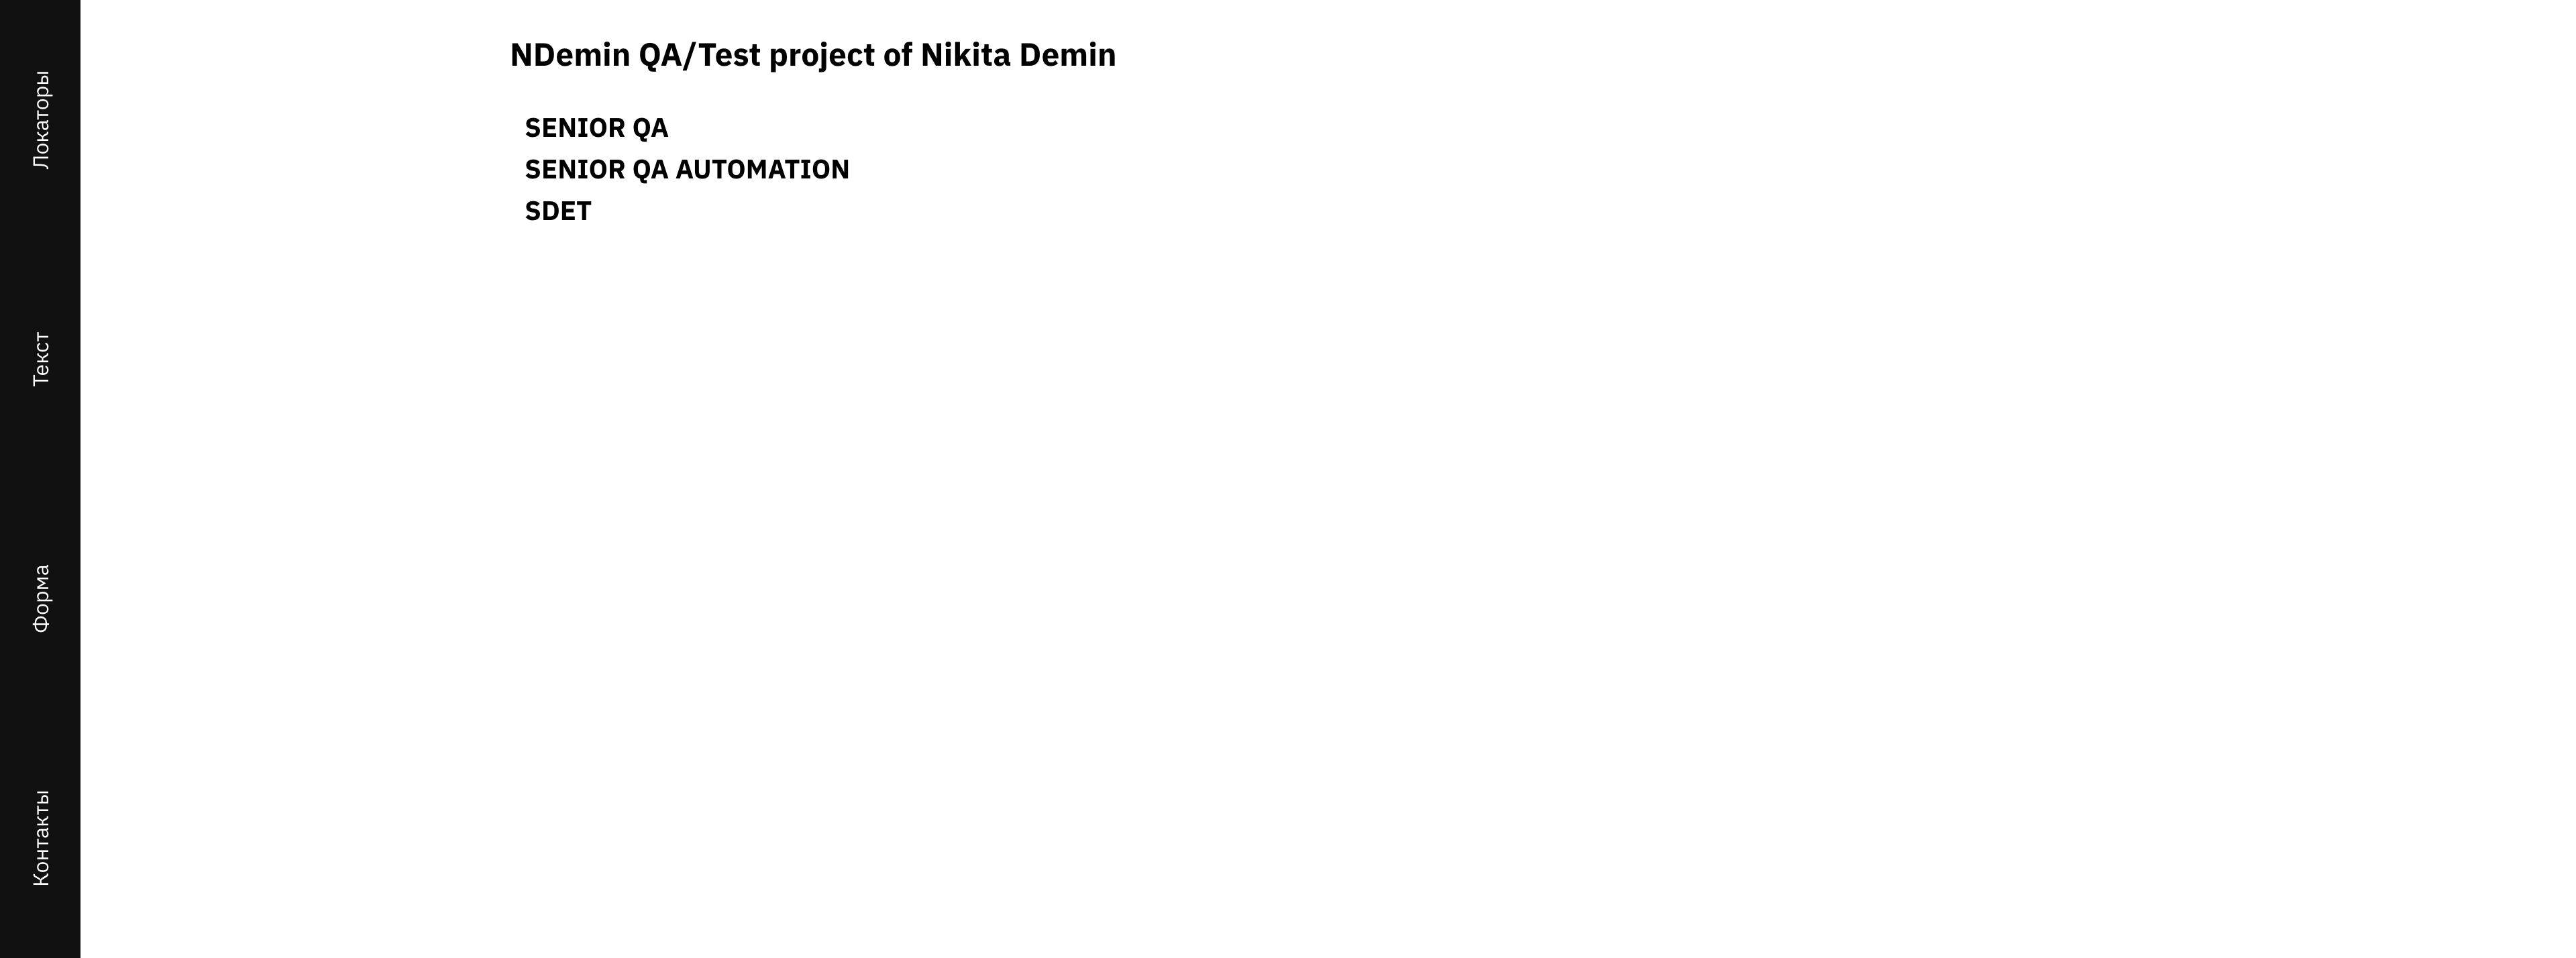 Локаторы
Текст
Форма
Контакты
NDemin QA/Test project of Nikita Demin
SENIOR QA
SENIOR QA AUTOMATION
SDET